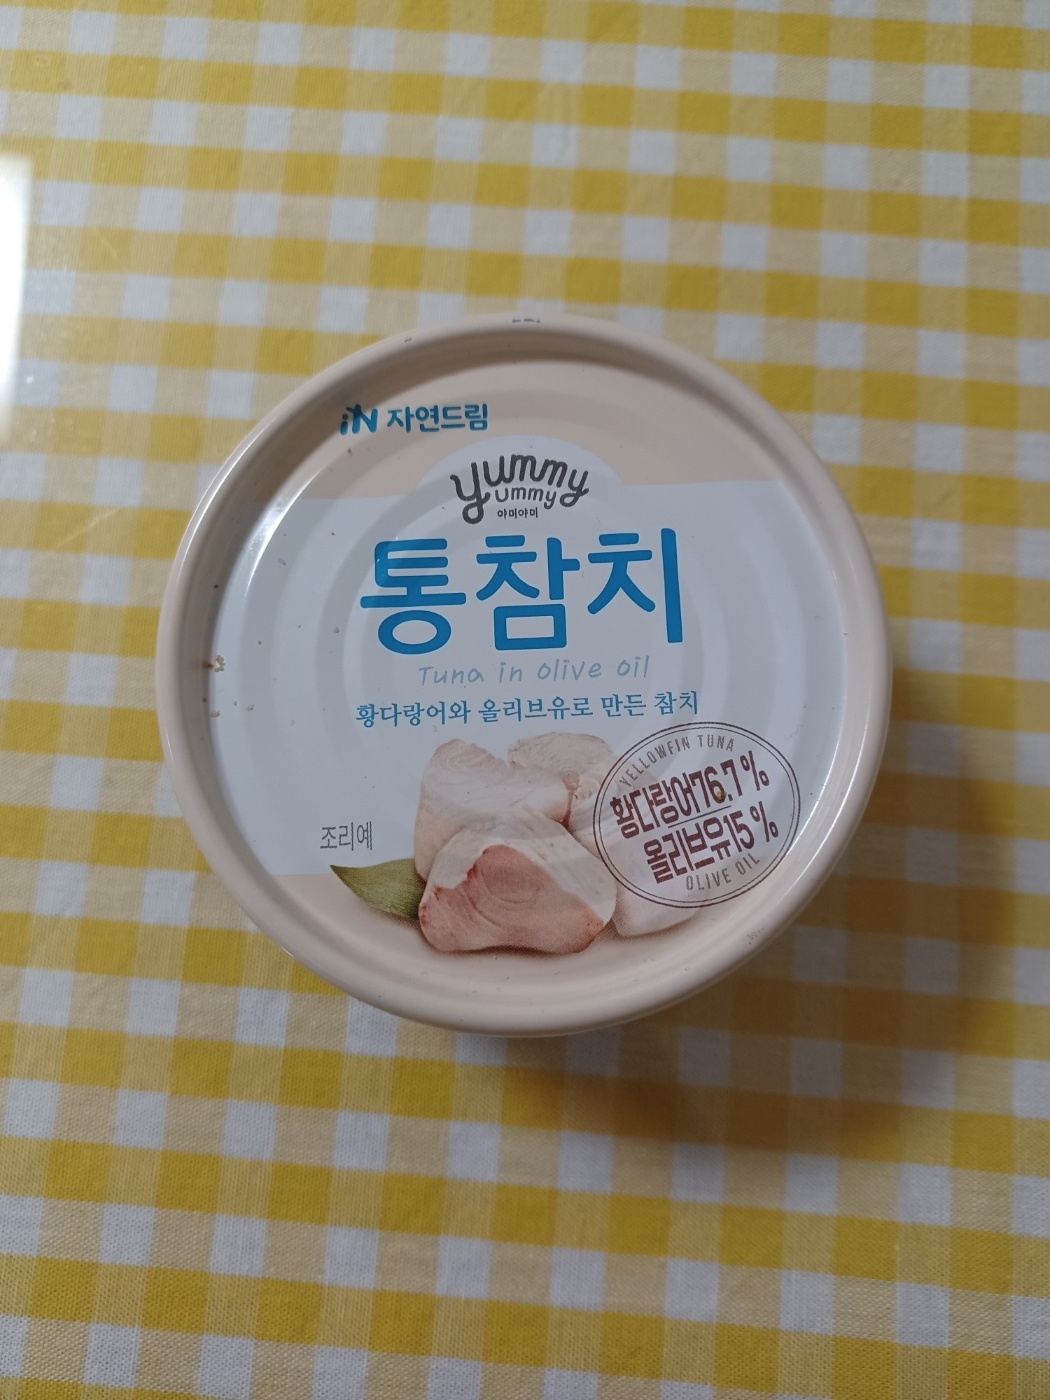 iN 자연드림
yummy
yummy
야미야미
통참치
Tuna in olive oil
황다랑어와 올리브유로 만든 참치
YELLOWFIN TUNA
황다랑어76.7%
올리브유15%
OLIVE OIL
조리예